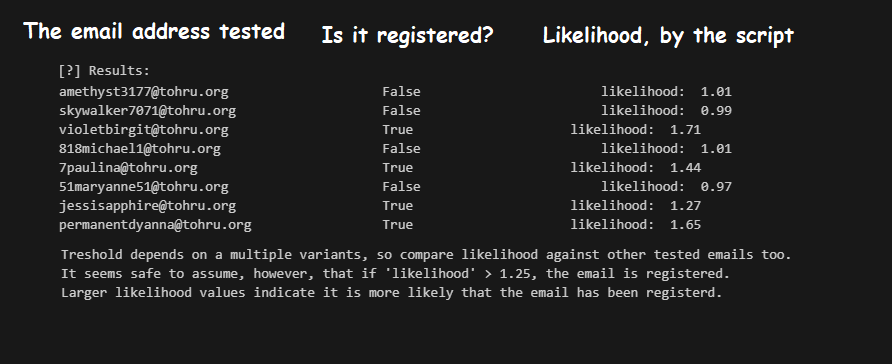 The email address tested Is it registered? Likelihood, by the script
[?] Results:
amethyst3177@tohru.org False likelihood: 1.01
skywalker7071@tohru.org False likelihood: 0.99
violetbirgit@tohru.org True likelihood: 1.71
818michael1@tohru.org False likelihood: 1.01
7paulina@tohru.org True likelihood: 1.44
51maryanne51@tohru.org False likelihood: 0.97
jessisapphire@tohru.org True likelihood: 1.27
permanentdyanna@tohru.org True likelihood: 1.65
Treshold depends on a multiple variants, so compare likelihood against other tested emails too.
It seems safe to assume, however, that if 'likelihood' > 1.25, the email is registered.
Larger likelihood values indicate it is more likely that the email has been registerd.